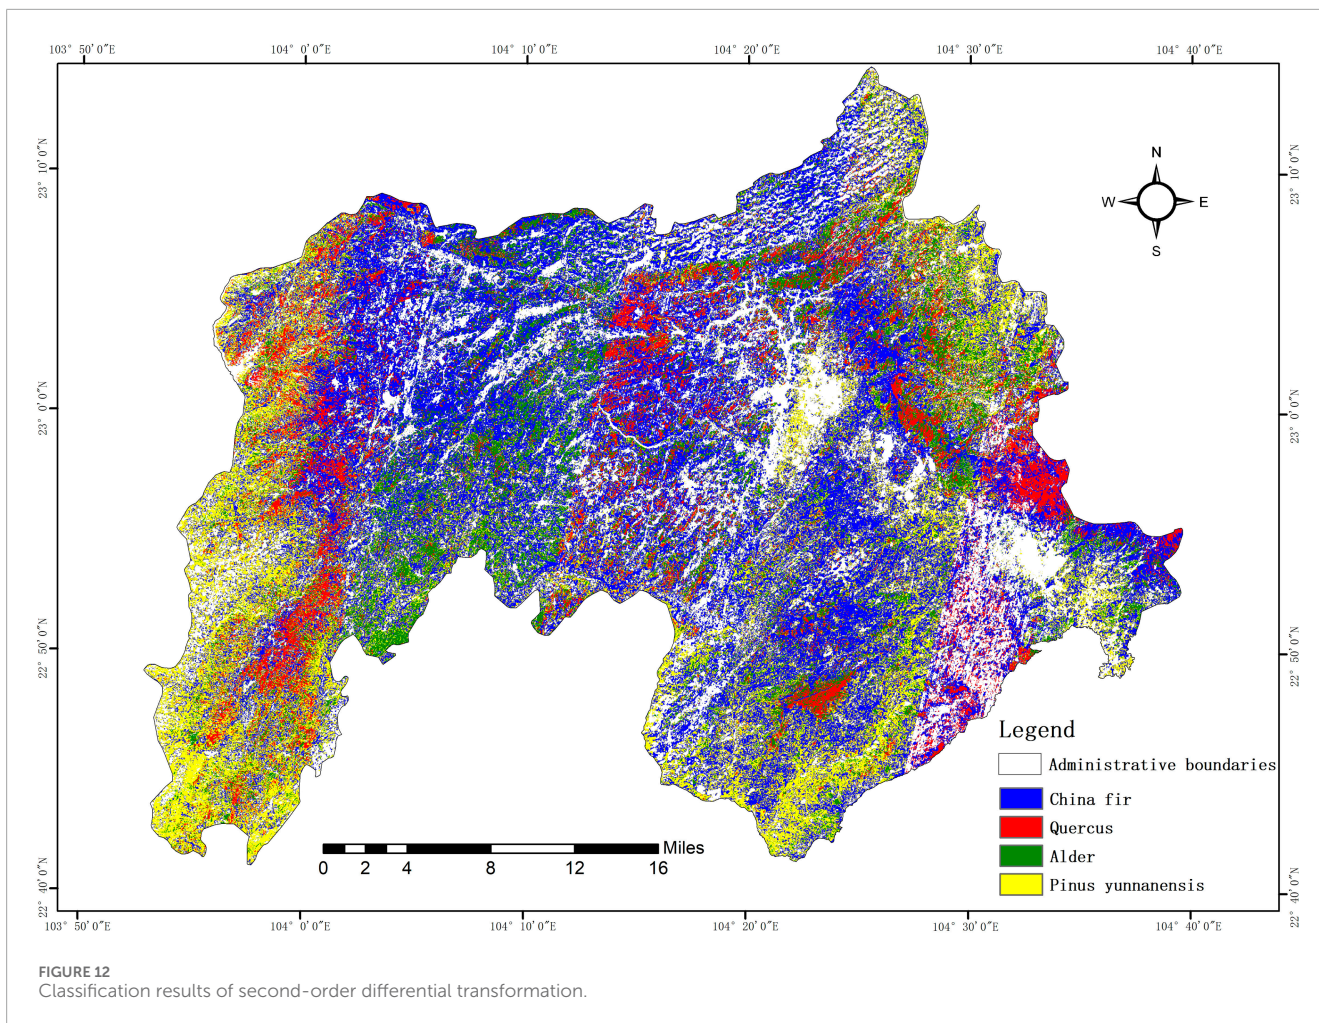 103° 50′0″E 104° 0′0″E 104° 10′0″E 104° 20′0″E 104° 30′0″E 104° 40′0″E
23° 10′0″N
23° 10′0″N
N
W E
S
23° 0′0″N
23° 0′0″N
22° 50′0″N
22° 50′0″N
Legend
Administrative boundaries
China fir
Quercus
Alder
Pinus yunnanensis
Miles
0 2 4 8 12 16
22° 40′0″N
22° 40′0″N
103° 50′0″E 104° 0′0″E 104° 10′0″E 104° 20′0″E 104° 30′0″E 104° 40′0″E
FIGURE 12
Classification results of second-order differential transformation.